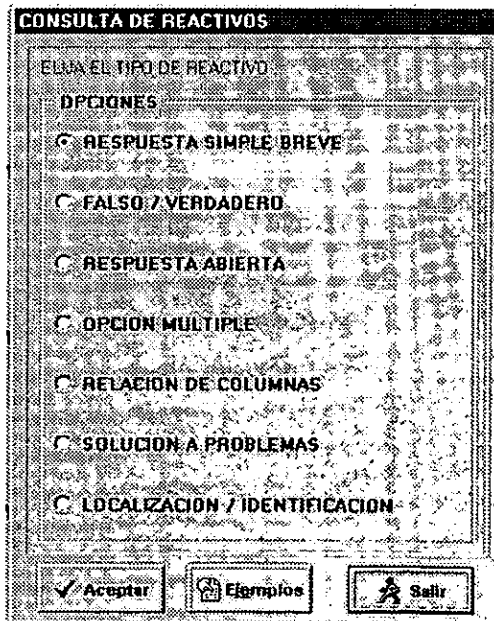 CONSULTA DE REACTIVOS
ELIJA EL TIPO DE REACTIVO
OPCIONES
RESPUESTA SIMPLE BREVE
FALSO / VERDADERO
RESPUESTA ABIERTA
OPCION MULTIPLE
RELACION DE COLUMNAS
SOLUCION A PROBLEMAS
LOCALIZACION / IDENTIFICACION
Aceptar Ejemplos Salir